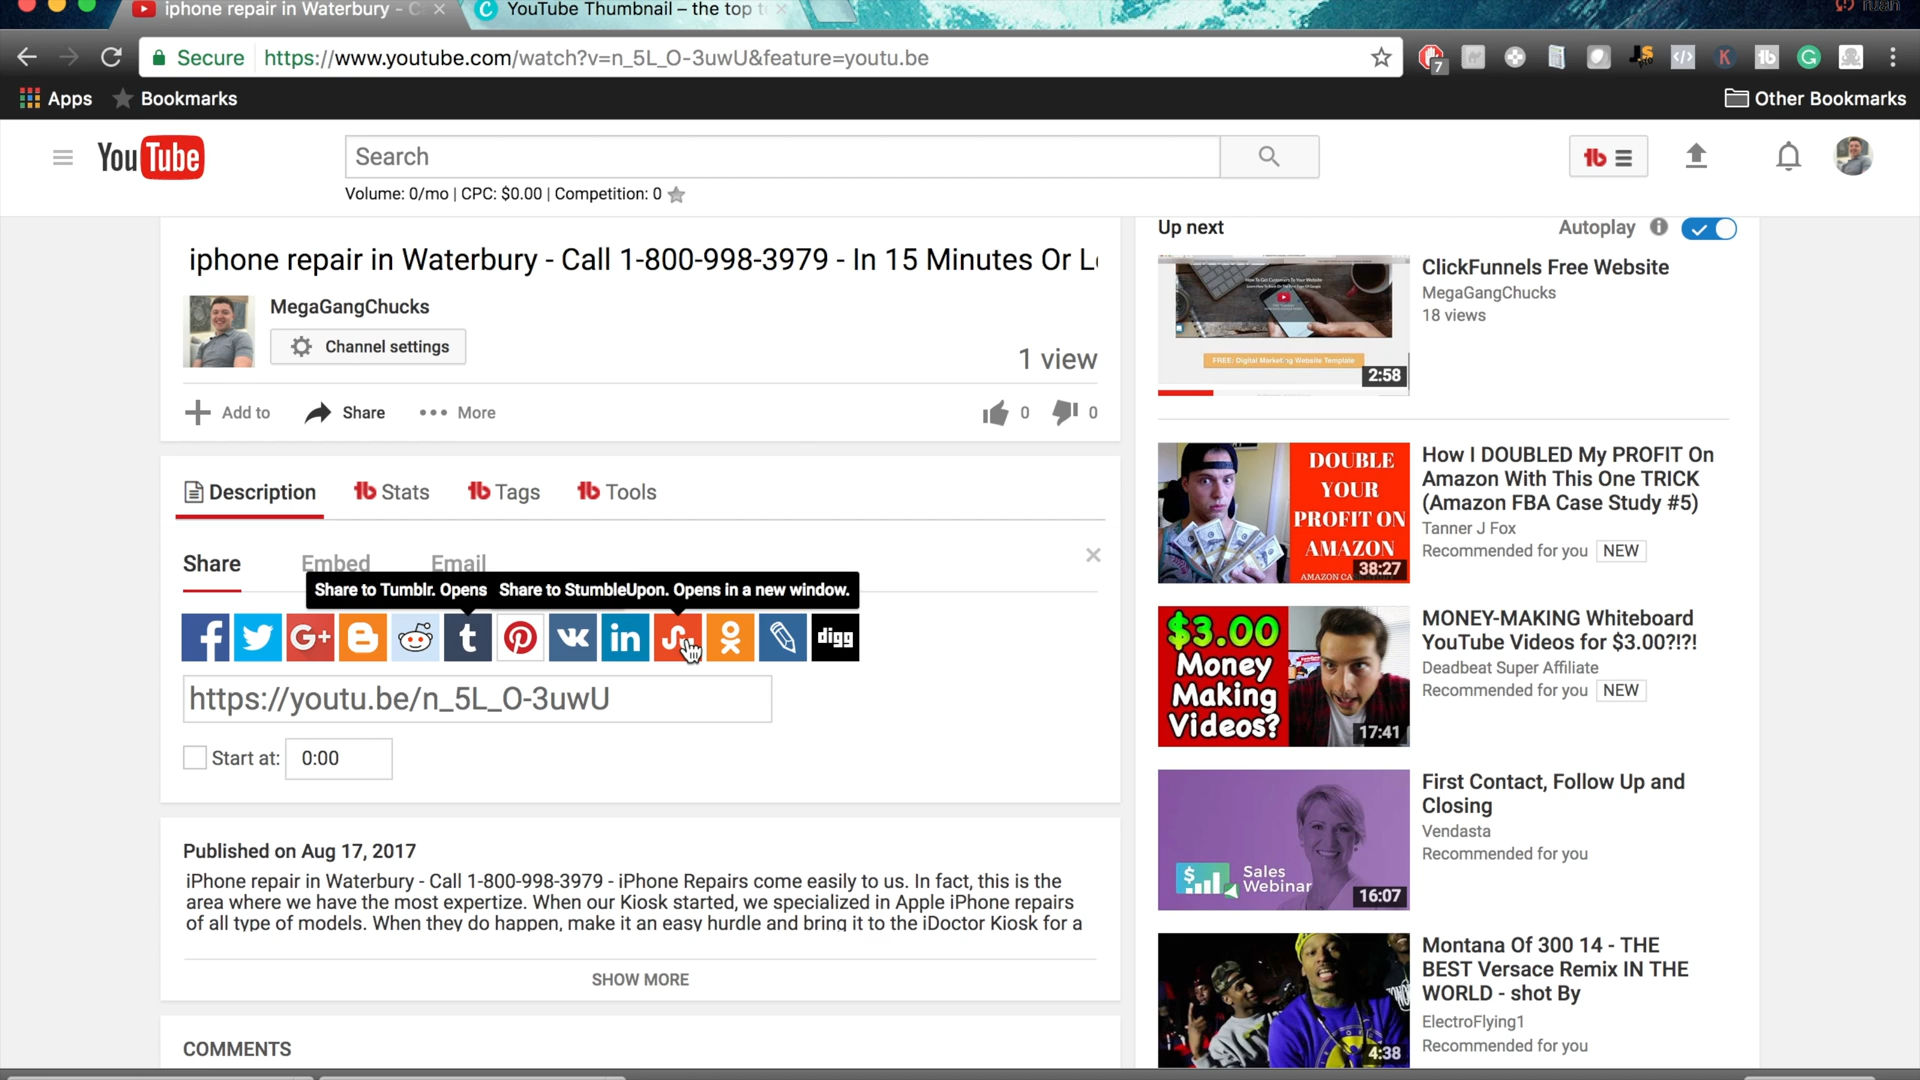 iphone repair in Waterbury - C
YouTube Thumbnail – the top t
Secure https://www.youtube.com/watch?v=n_5L_O-3uwU&feature=youtu.be
7
Apps Bookmarks
Other Bookmarks
YouTube
Search
Volume: 0/mo | CPC: $0.00 | Competition: 0
iphone repair in Waterbury - Call 1-800-998-3979 - In 15 Minutes Or L
MegaGangChucks
Channel settings
1 view
Add to Share More
0 0
Description Stats Tags Tools
Share Embed Email
Share to Tumblr. Opens Share to StumbleUpon. Opens in a new window.
digg
https://youtu.be/n_5L_O-3uwU
Start at: 0:00
Published on Aug 17, 2017
iPhone repair in Waterbury - Call 1-800-998-3979 - iPhone Repairs come easily to us. In fact, this is the
area where we have the most expertize. When our Kiosk started, we specialized in Apple iPhone repairs
of all type of models. When they do happen, make it an easy hurdle and bring it to the iDoctor Kiosk for a
SHOW MORE
COMMENTS
Up next
Autoplay
FREE: Digital Marketing Website Template
2:58
ClickFunnels Free Website
MegaGangChucks
18 views
DOUBLE
YOUR
PROFIT ON
AMAZON
38:27
How I DOUBLED My PROFIT On
Amazon With This One TRICK
(Amazon FBA Case Study #5)
Tanner J Fox
Recommended for you NEW
$3.00
Money
Making
Videos?
17:41
MONEY-MAKING Whiteboard
YouTube Videos for $3.00?!?!
Deadbeat Super Affiliate
Recommended for you NEW
Sales
Webinar
16:07
First Contact, Follow Up and
Closing
Vendasta
Recommended for you
4:38
Montana Of 300 14 - THE
BEST Versace Remix IN THE
WORLD - shot By
ElectroFlying1
Recommended for you